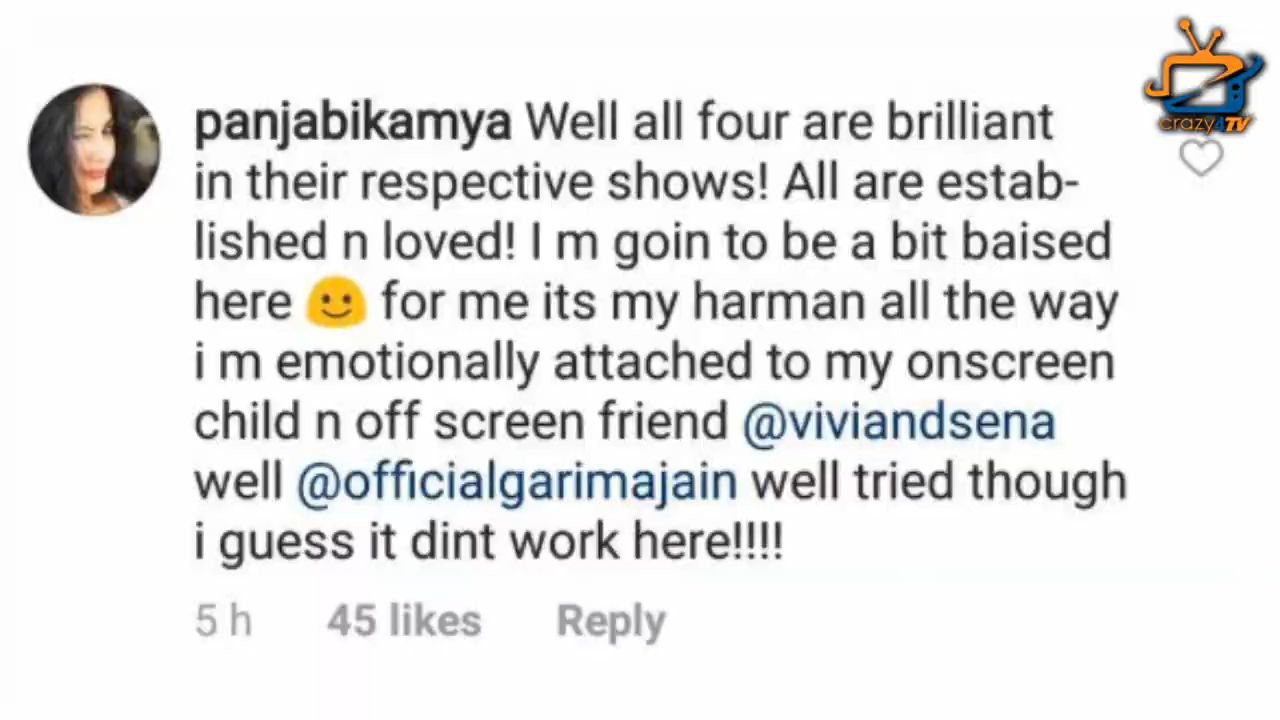 crazy4TV
panjabikamya Well all four are brilliant
in their respective shows! All are estab-
lished n loved! I m goin to be a bit baised
here 🙂 for me its my harman all the way
i m emotionally attached to my onscreen
child n off screen friend @viviandsena
well @officialgarimajain well tried though
i guess it dint work here!!!!
5 h 45 likes Reply